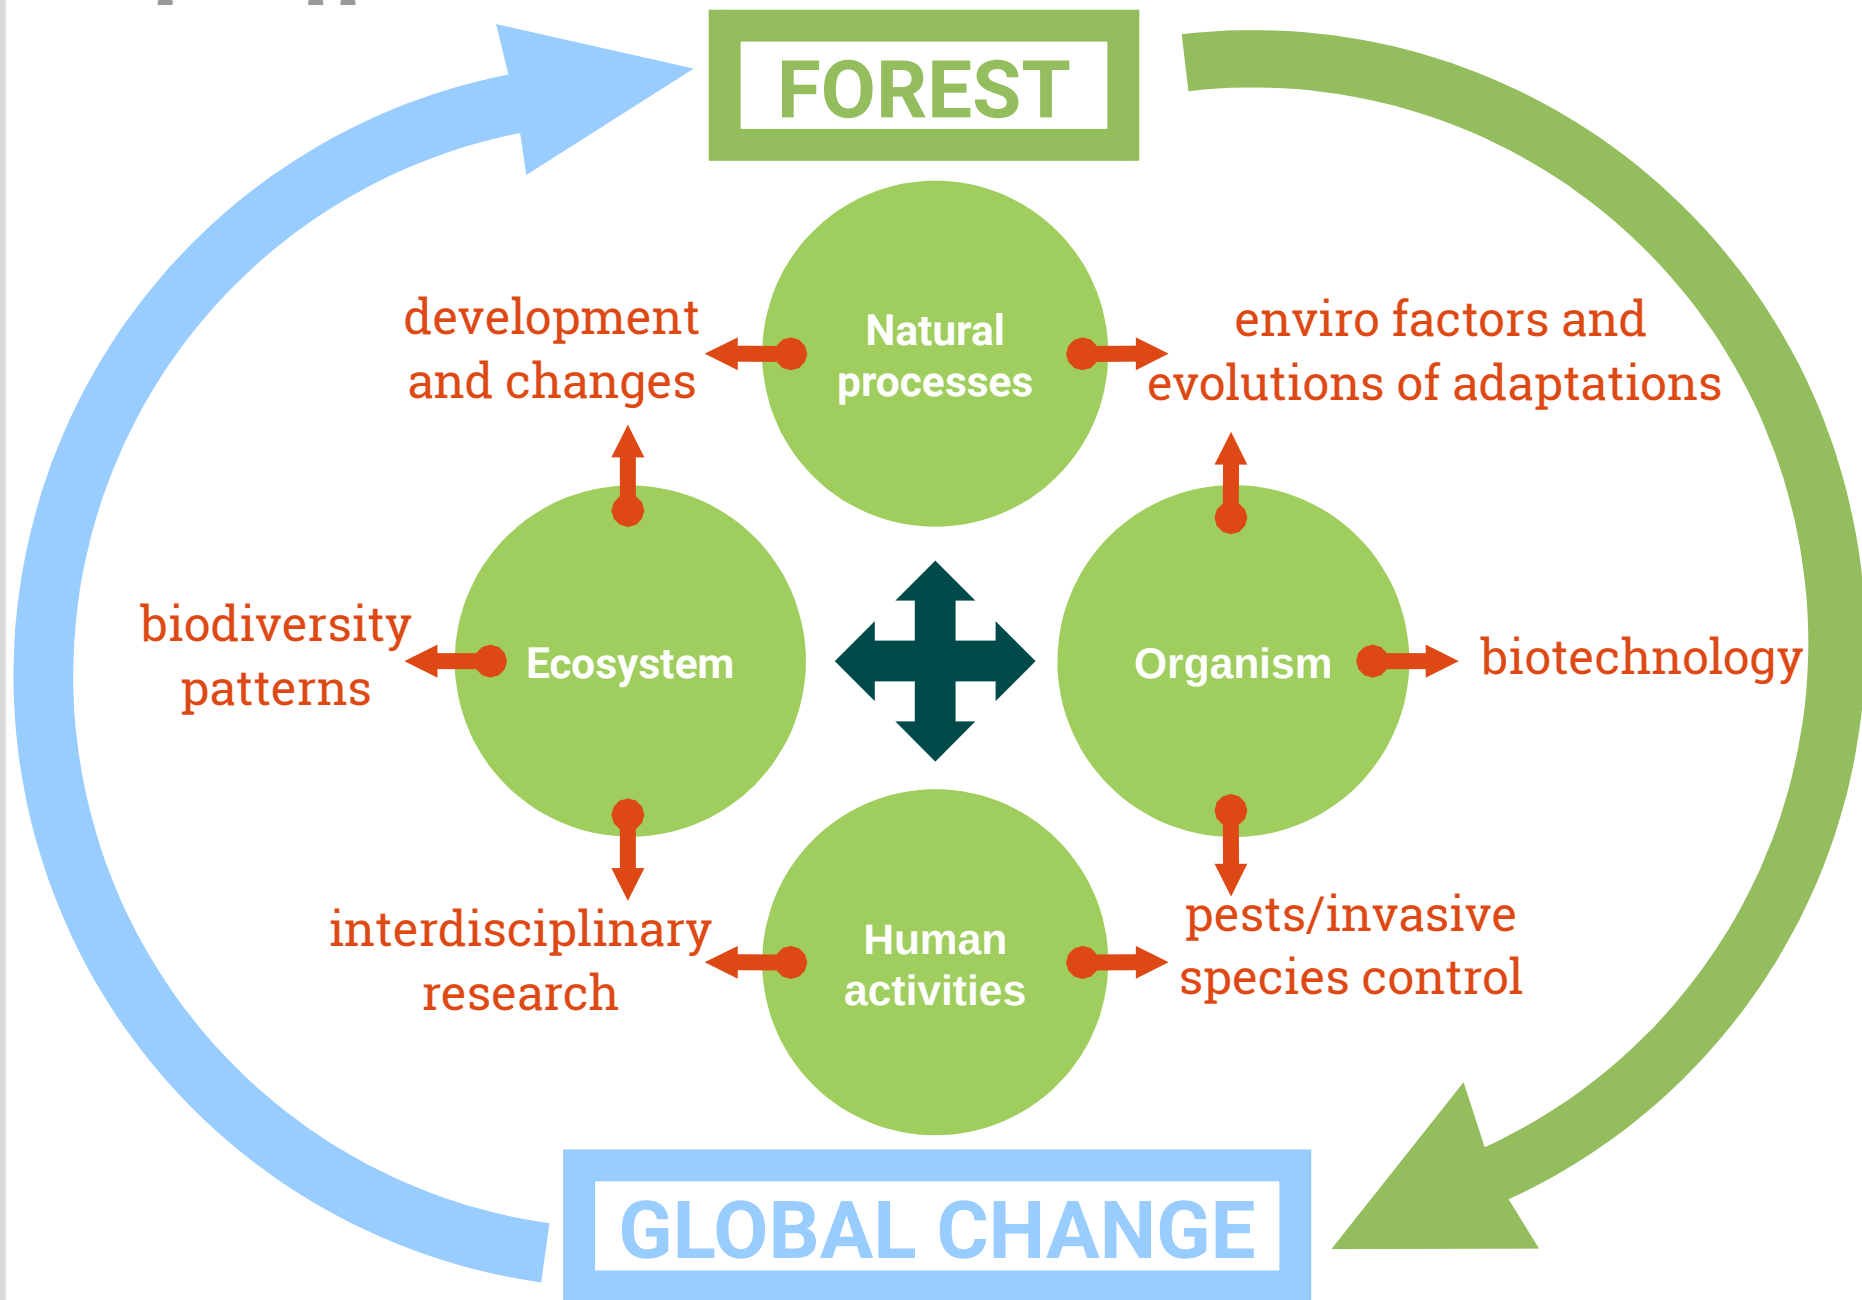 FOREST
Natural
processes
development
and changes
enviro factors and
evolutions of adaptations
biodiversity
patterns
Ecosystem
Organism
biotechnology
interdisciplinary
research
Human
activities
pests/invasive
species control
GLOBAL CHANGE